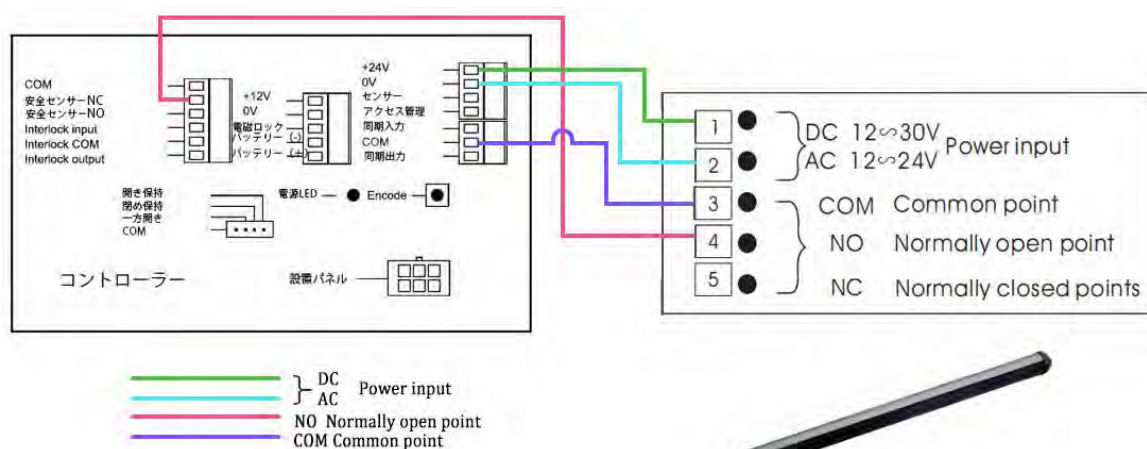 COM
安全センサーNC
安全センサーNO
Interlock input
Interlock COM
Interlock output
+12V
0V
電磁ロック
バッテリー (-)
バッテリー (+)
+24V
0V
センサー
アクセス管理
同期入力
COM
同期出力
開き保持
閉め保持
一方開き
COM
電源LED
Encode
コントローラー
設置パネル
1
2
3
4
5
DC 12∽30V
AC 12∽24V
Power input
COM Common point
NO Normally open point
NC Normally closed points
DC
AC
Power input
NO Normally open point
COM Common point